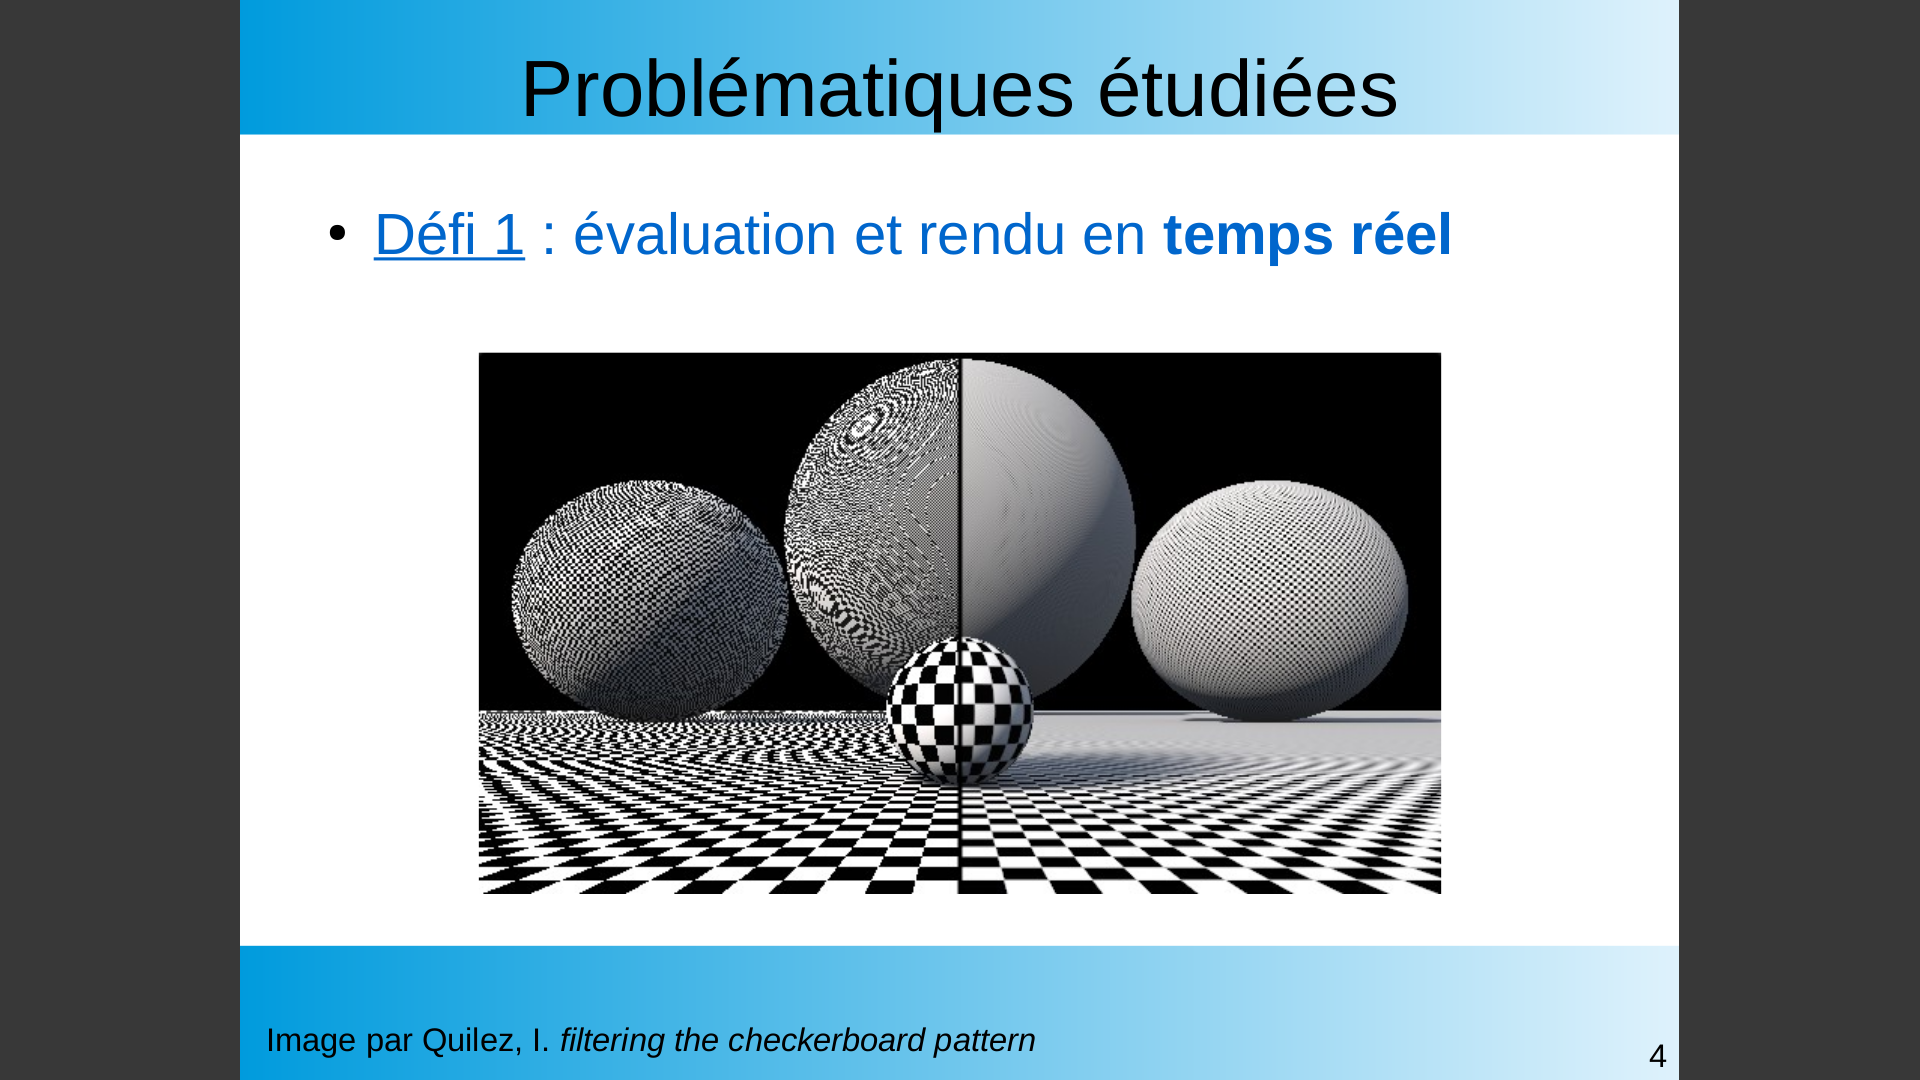 Problématiques étudiées
• Défi 1 : évaluation et rendu en temps réel
Image par Quilez, I. filtering the checkerboard pattern
4